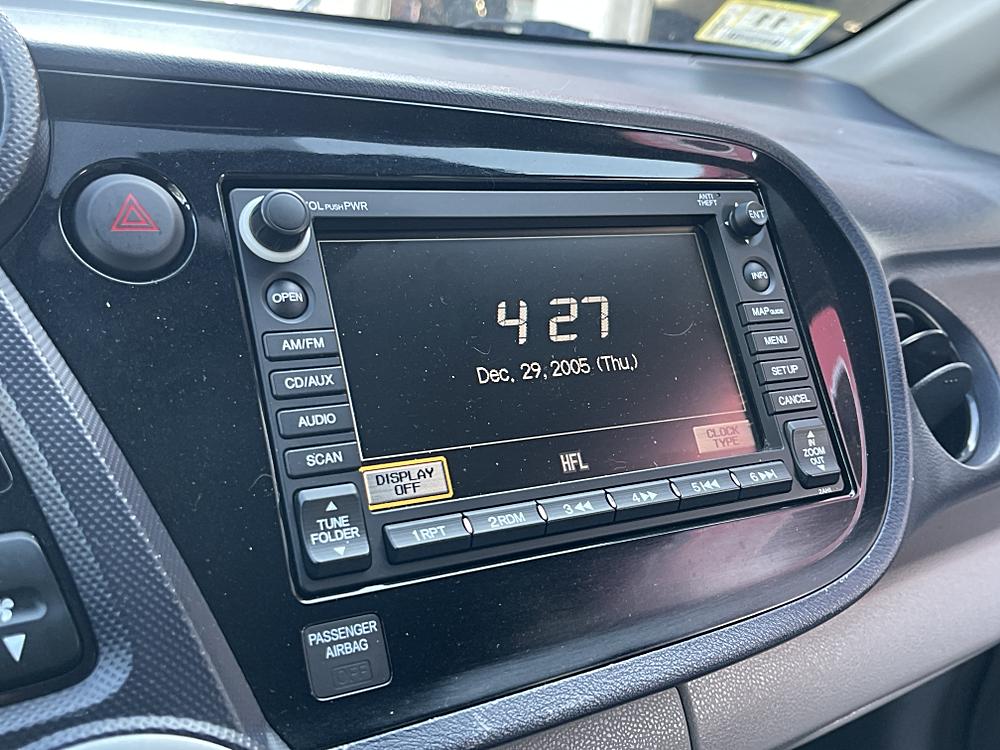 VOL PUSH PWR
ANTI
THEFT
ENT
OPEN
INFO
AM/FM
MAP GUIDE
CD/AUX
MENU
AUDIO
SETUP
SCAN
CANCEL
4 27
Dec. 29, 2005 (Thu.)
CLOCK
TYPE
HFL
DISPLAY
OFF
IN
ZOOM
OUT
TUNE
FOLDER
1 RPT
2 RDM
3
4
5
6
PASSENGER
AIRBAG